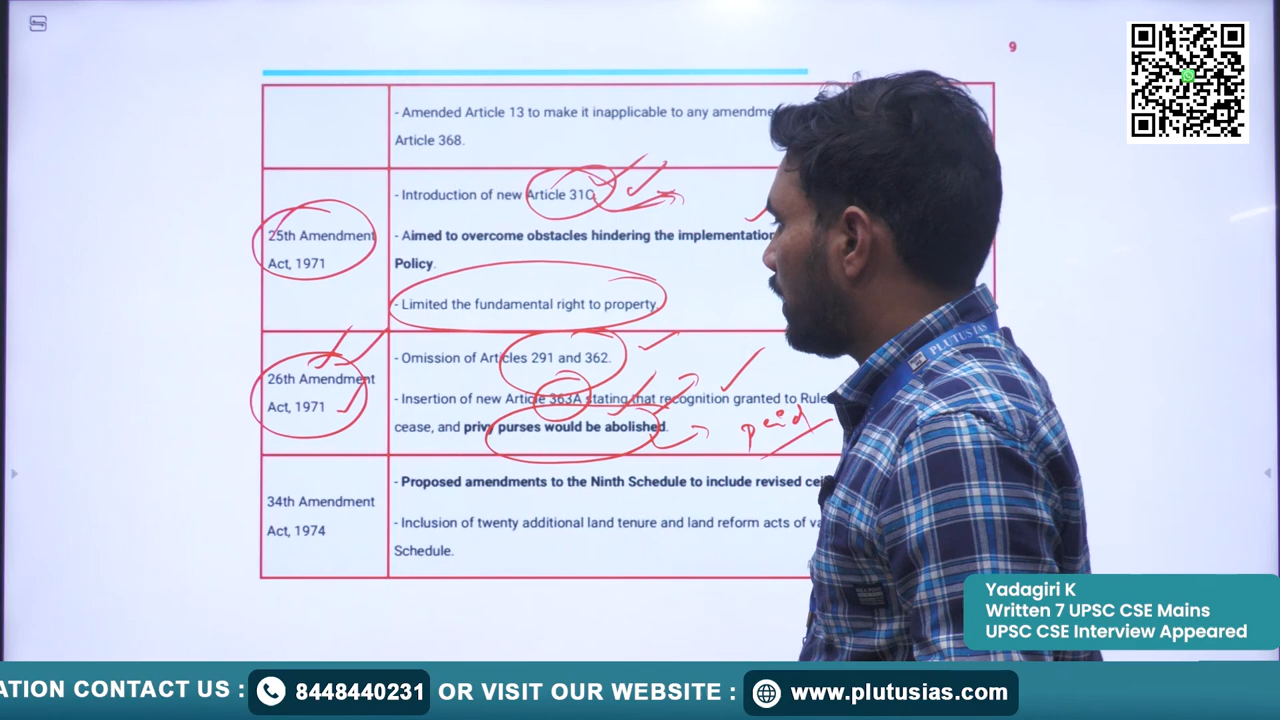 9
- Amended Article 13 to make it inapplicable to any
Article 368.
25th Amendment
Act, 1971
- Introduction of new Article 31C
- Aimed to overcome obstacles hindering the implementation
Policy.
- Limited the fundamental right to property.
26th Amendment
Act, 1971
- Omission of Articles 291 and 362.
- Insertion of new Article 363A stating that recognition granted to
cease, and privy purses would be abolished.
paid
34th Amendment
Act, 1974
- Proposed amendments to the Ninth Schedule to include revised
- Inclusion of twenty additional land tenure and land reform acts of
Schedule.
PLUTUS IAS
Yadagiri K
Written 7 UPSC CSE Mains
UPSC CSE Interview Appeared
ATION CONTACT US : 8448440231 OR VISIT OUR WEBSITE : www.plutusias.com